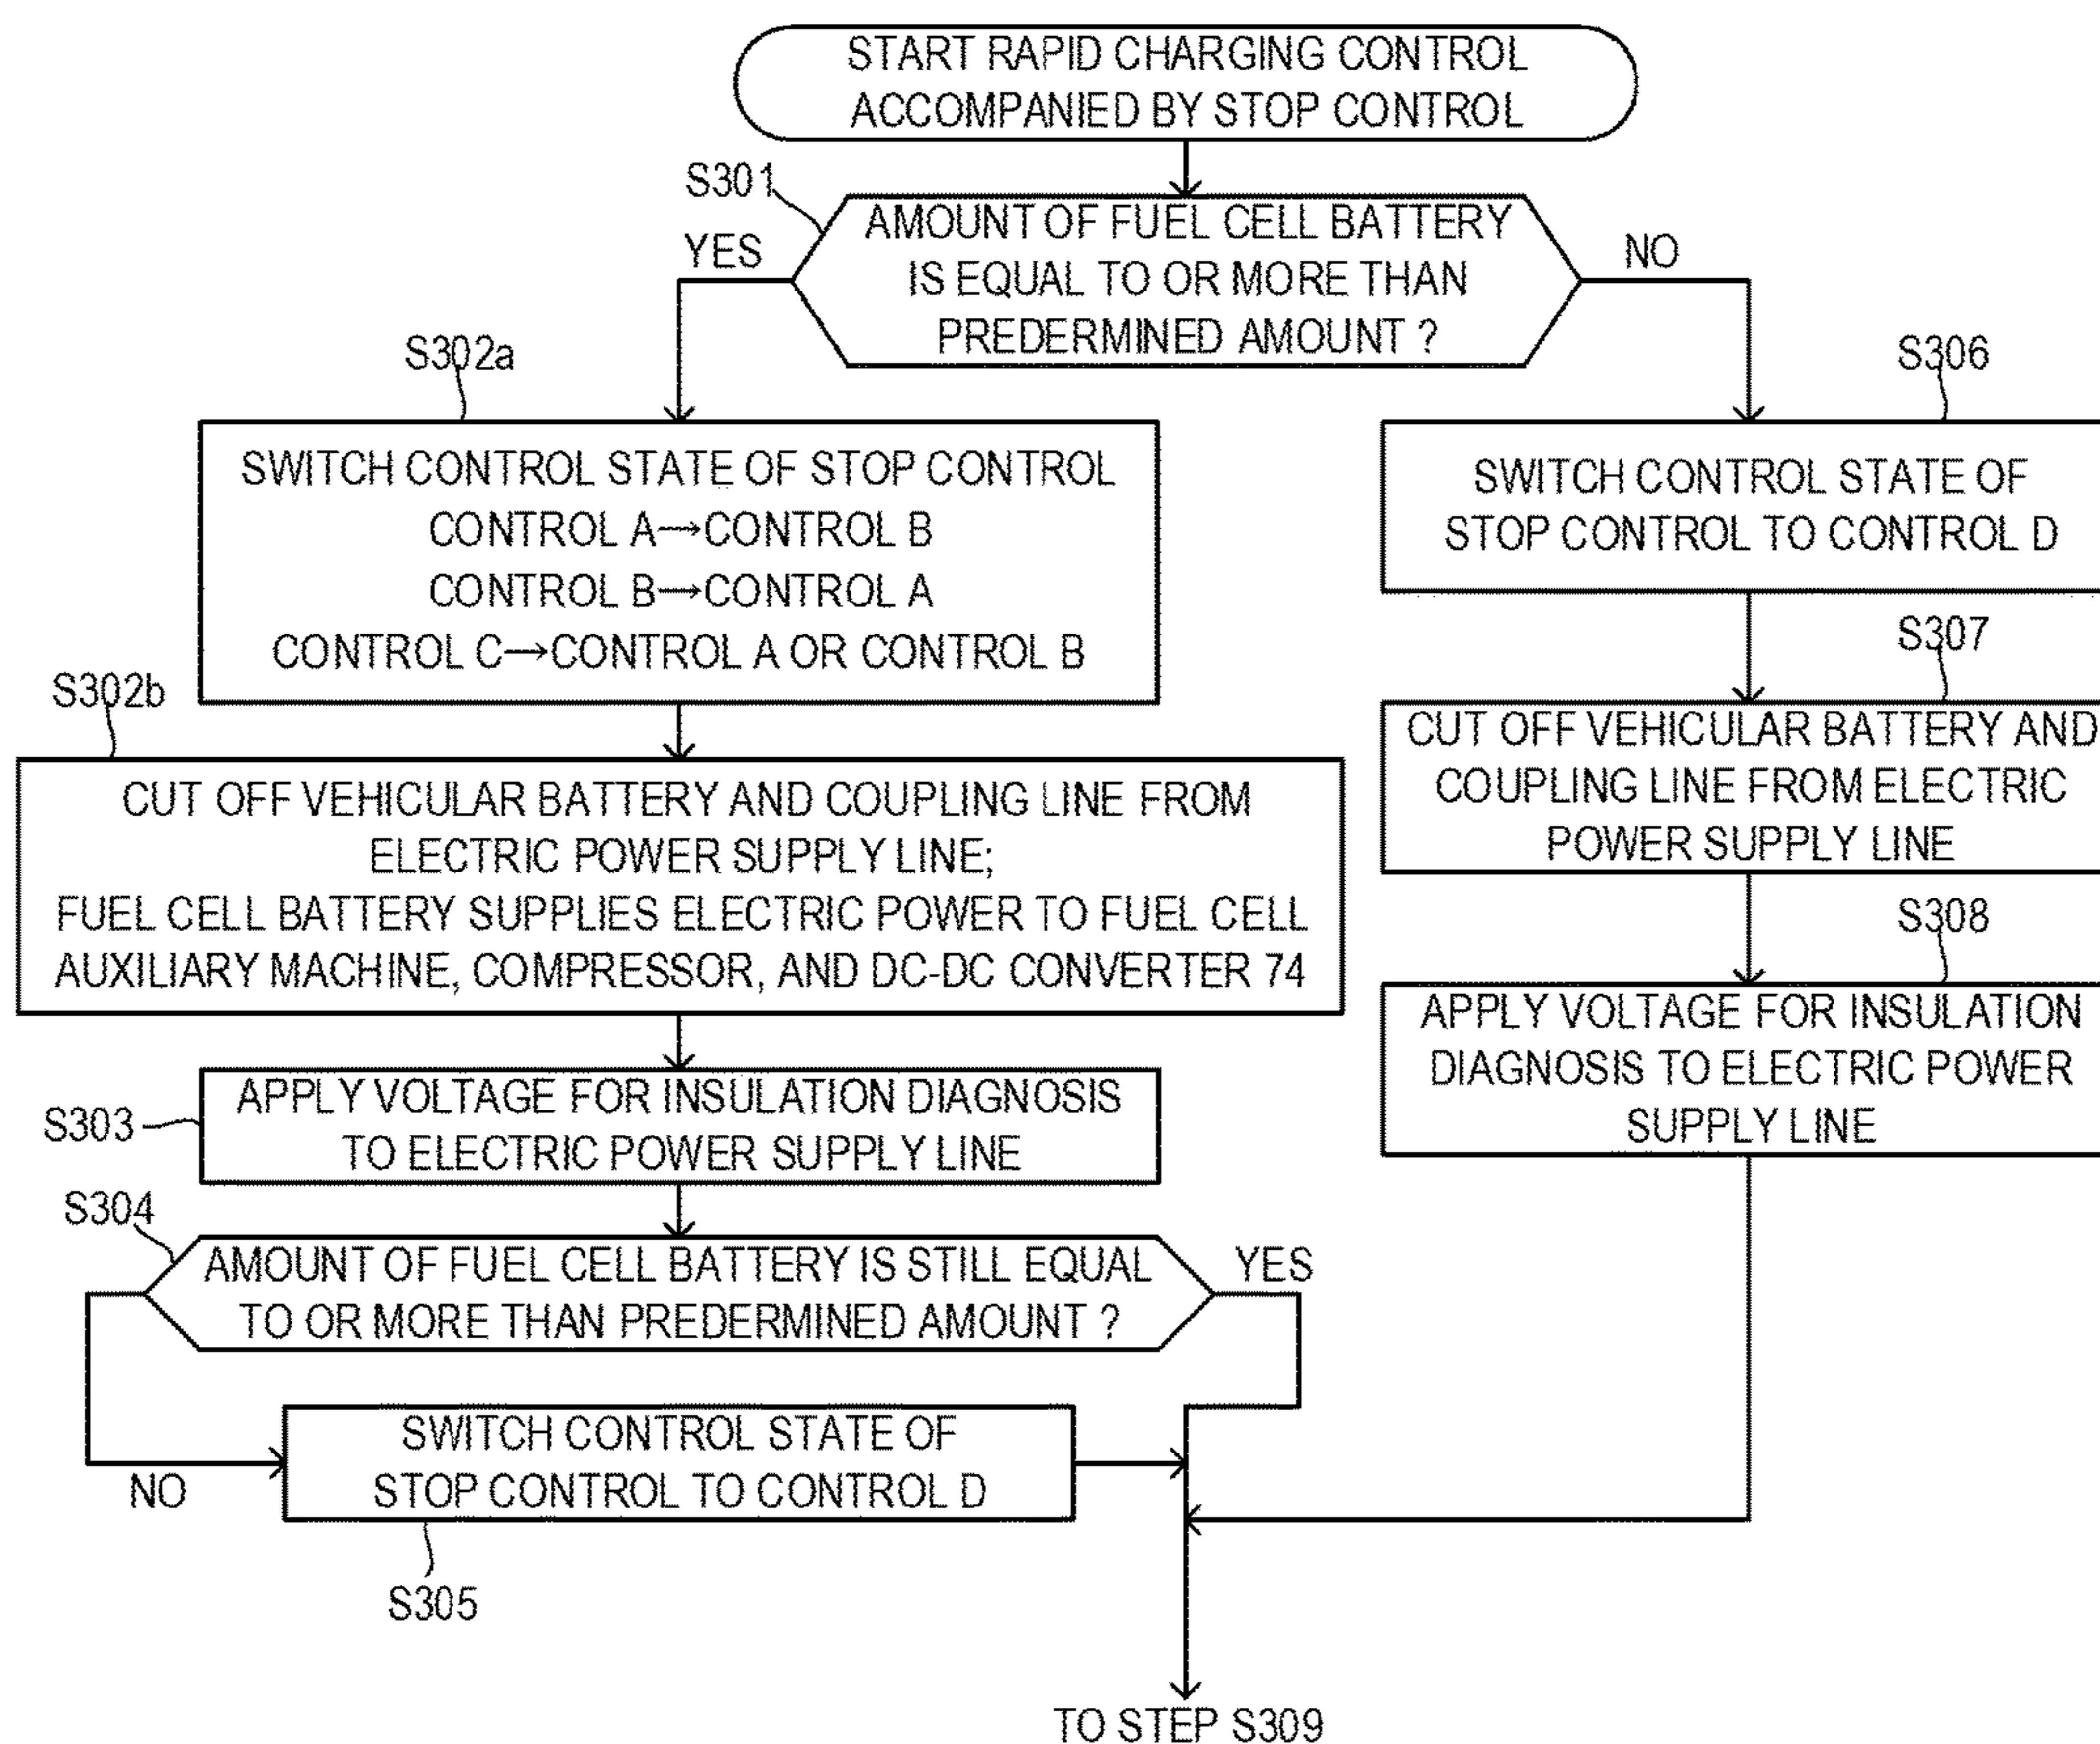 START RAPID CHARGING CONTROL
ACCOMPANIED BY STOP CONTROL
S301
AMOUNT OF FUEL CELL BATTERY
IS EQUAL TO OR MORE THAN
PREDERMINED AMOUNT ?
YES
NO
S302a
SWITCH CONTROL STATE OF STOP CONTROL
CONTROL A→CONTROL B
CONTROL B→CONTROL A
CONTROL C→CONTROL A OR CONTROL B
S306
SWITCH CONTROL STATE OF
STOP CONTROL TO CONTROL D
S302b
CUT OFF VEHICULAR BATTERY AND COUPLING LINE FROM
ELECTRIC POWER SUPPLY LINE;
FUEL CELL BATTERY SUPPLIES ELECTRIC POWER TO FUEL CELL
AUXILIARY MACHINE, COMPRESSOR, AND DC-DC CONVERTER 74
S307
CUT OFF VEHICULAR BATTERY AND
COUPLING LINE FROM ELECTRIC
POWER SUPPLY LINE
S303
APPLY VOLTAGE FOR INSULATION DIAGNOSIS
TO ELECTRIC POWER SUPPLY LINE
S308
APPLY VOLTAGE FOR INSULATION
DIAGNOSIS TO ELECTRIC POWER
SUPPLY LINE
S304
AMOUNT OF FUEL CELL BATTERY IS STILL EQUAL
TO OR MORE THAN PREDERMINED AMOUNT ?
YES
NO
SWITCH CONTROL STATE OF
STOP CONTROL TO CONTROL D
S305
TO STEP S309